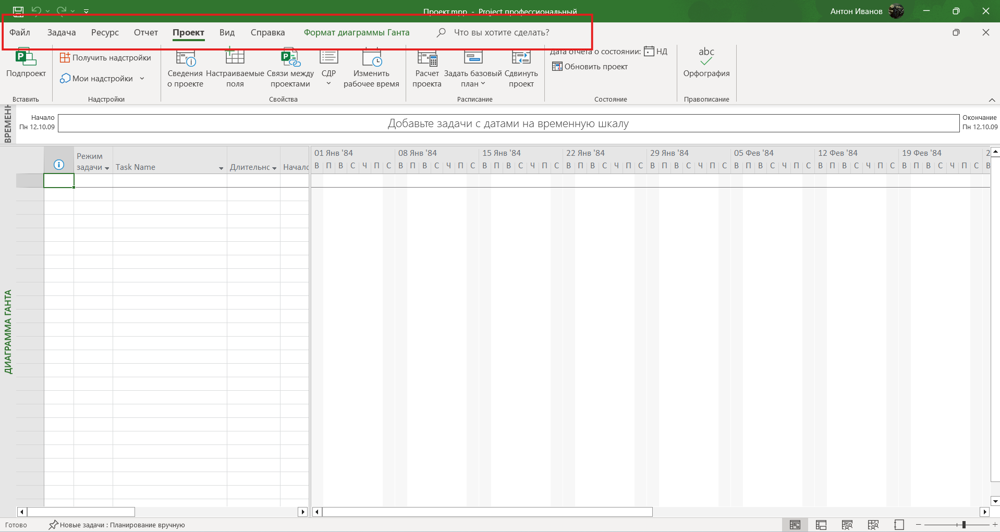 Проект.mpp - Project профессиональный
Антон Иванов
Файл Задача Ресурс Отчет Проект Вид Справка Формат диаграммы Ганта Что вы хотите сделать?
Подпроект
Вставить
Получить надстройки
Мои надстройки
Надстройки
Сведения о проекте
Настраиваемые поля
Связи между проектами
СДР
Изменить рабочее время
Свойства
Расчет проекта
Задать базовый план
Сдвинуть проект
Расписание
Дата отчета о состоянии: НД
Обновить проект
Состояние
abc
Орфография
Правописание
Начало
Пн 12.10.09
Добавьте задачи с датами на временную шкалу
Окончание
Пн 12.10.09
Режим задачи
Task Name
01 Янв '84 08 Янв '84 15 Янв '84 22 Янв '84 29 Янв '84 05 Фев '84 12 Фев '84 19 Фев '84
В П В С Ч П С В П В С Ч П С В П В С Ч П С В П В С Ч П С В П В С Ч П С В П В С Ч П С В П В С Ч П С В П В С Ч П С В
ДИАГРАММА ГАНТА
Готово
Новые задачи : Планирование вручную